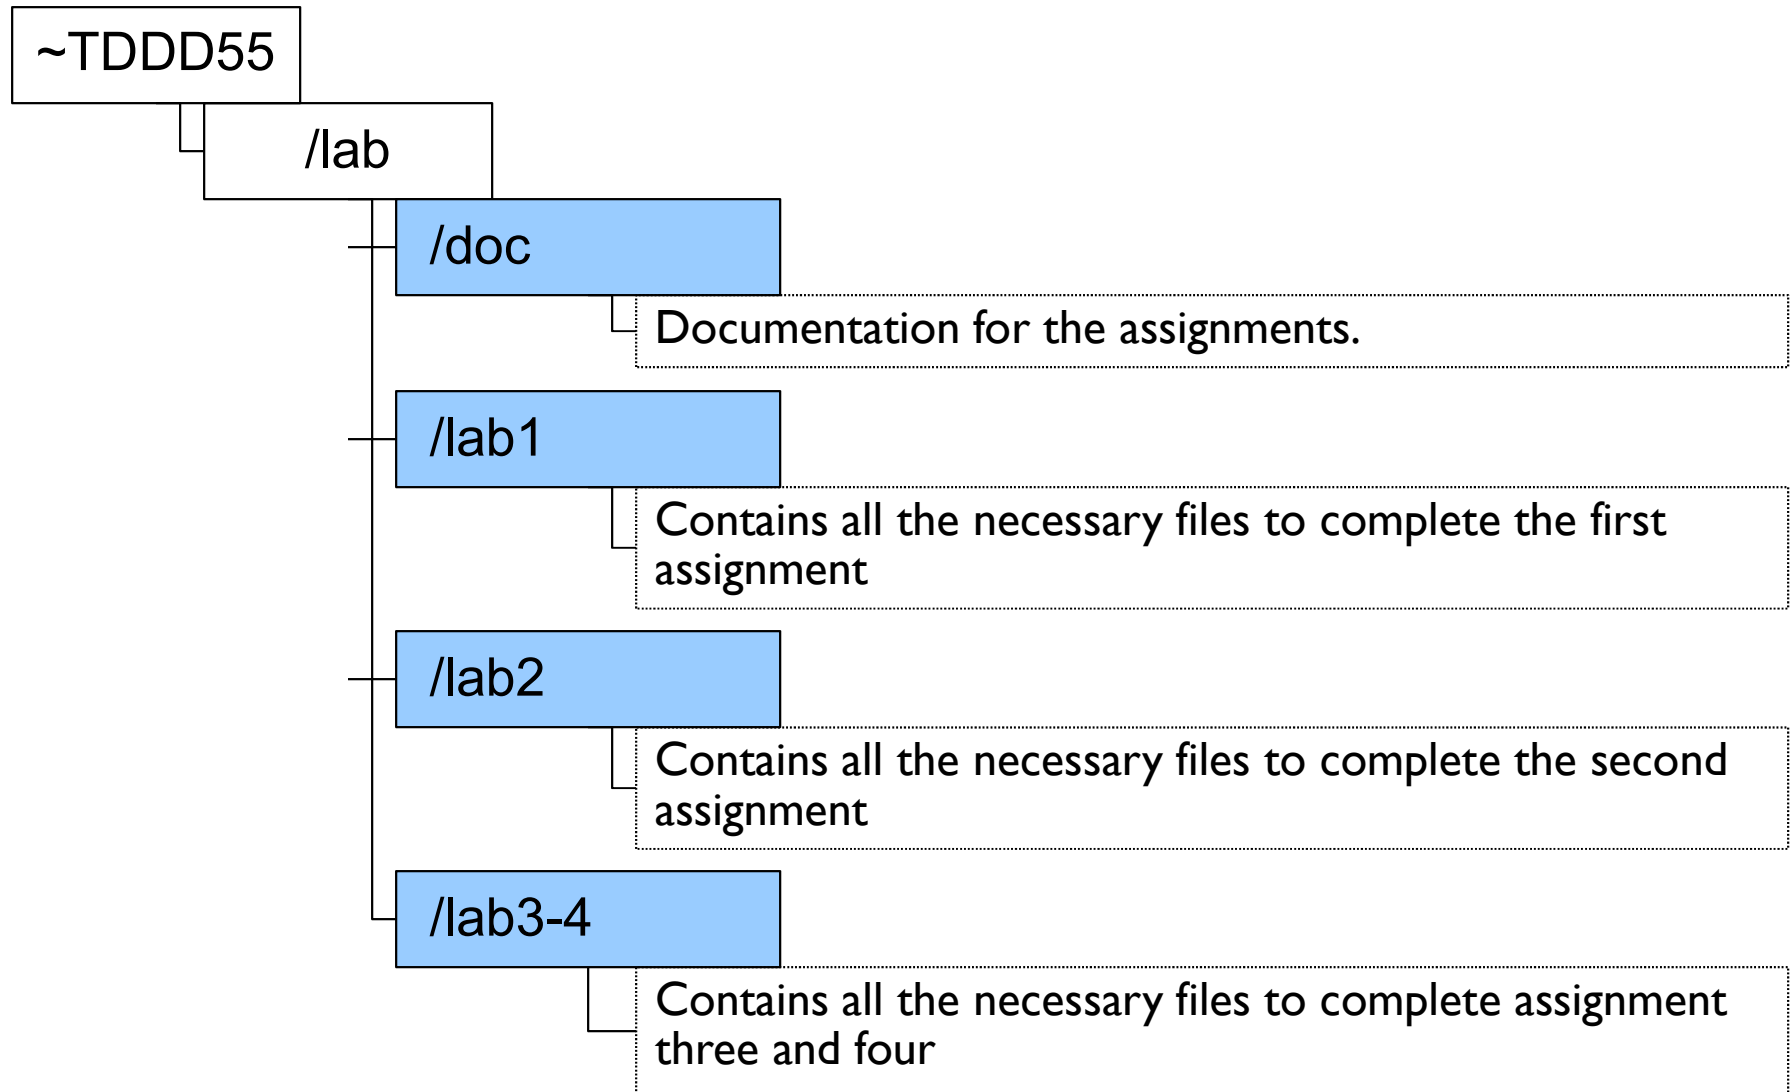 ~TDDD55
/lab
/doc
Documentation for the assignments.
/lab1
Contains all the necessary files to complete the first
assignment
/lab2
Contains all the necessary files to complete the second
assignment
/lab3-4
Contains all the necessary files to complete assignment
three and four